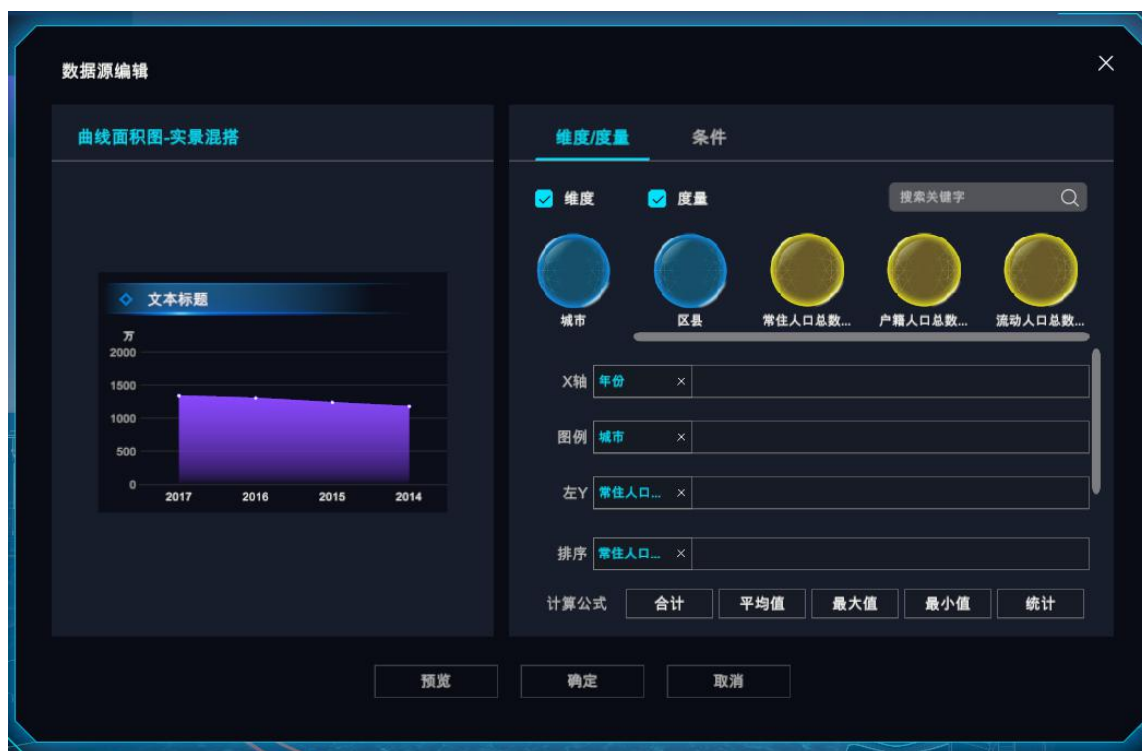 数据源编辑
曲线面积图-实景混搭
文本标题
万
2000
1500
1000
500
0
2017 2016 2015 2014
维度/度量 条件
维度 度量 搜索关键字
城市 区县 常住人口总数... 户籍人口总数... 流动人口总数...
X轴 年份 ×
图例 城市 ×
左Y 常住人口... ×
排序 常住人口... ×
计算公式 合计 平均值 最大值 最小值 统计
预览 确定 取消